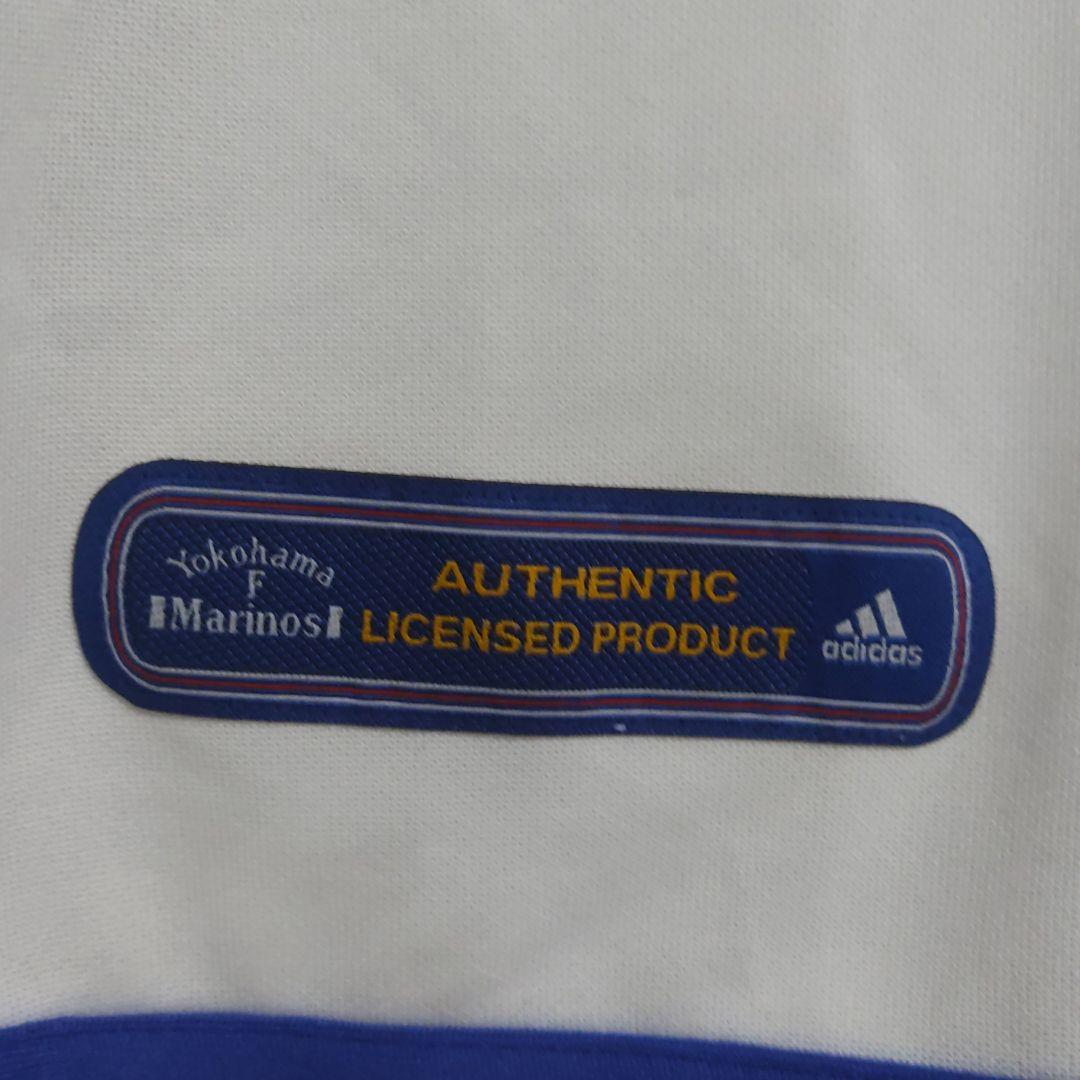 Yokohama
F
Marinos
AUTHENTIC
LICENSED PRODUCT
adidas